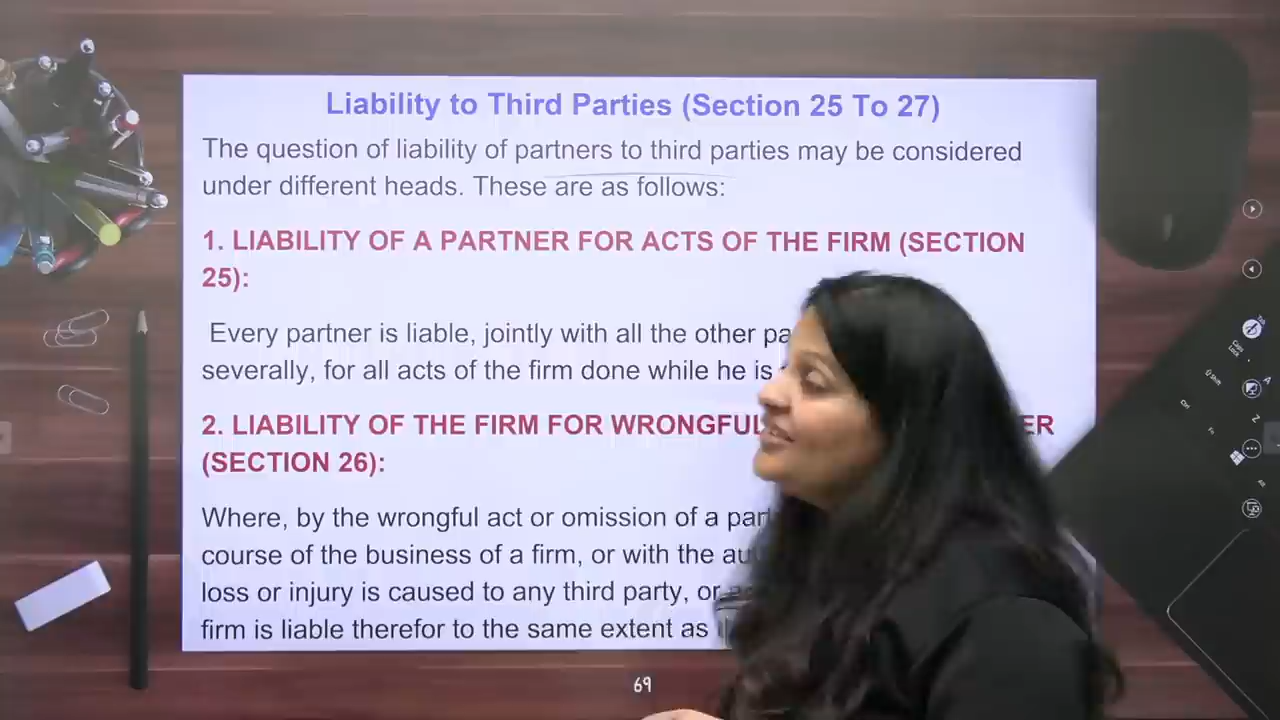 Liability to Third Parties (Section 25 To 27)
The question of liability of partners to third parties may be considered
under different heads. These are as follows:
1. LIABILITY OF A PARTNER FOR ACTS OF THE FIRM (SECTION
25):
Every partner is liable, jointly with all the other pa
severally, for all acts of the firm done while he is
2. LIABILITY OF THE FIRM FOR WRONGFUL ER
(SECTION 26):
Where, by the wrongful act or omission of a part
course of the business of a firm, or with the au
loss or injury is caused to any third party, or
firm is liable therefor to the same extent as
69